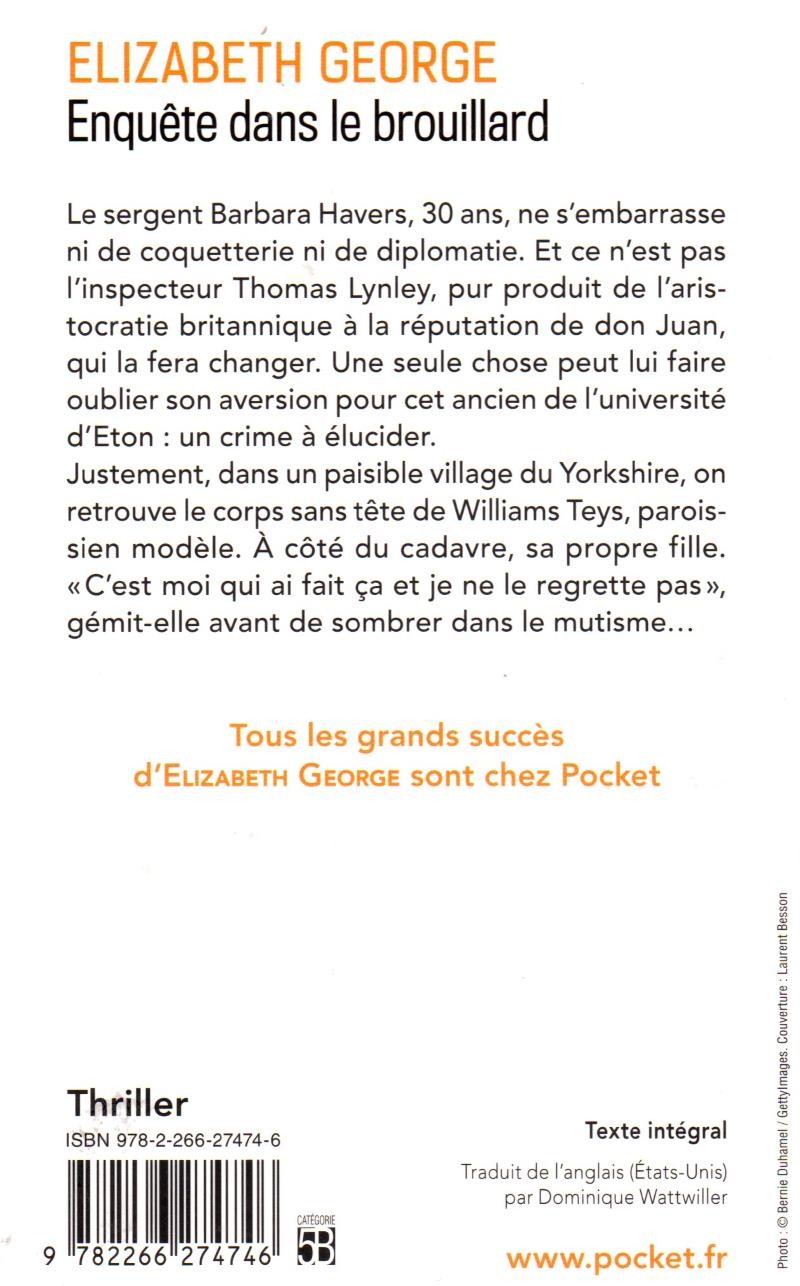 ELIZABETH GEORGE
Enquête dans le brouillard
Le sergent Barbara Havers, 30 ans, ne s’embarrasse
ni de coquetterie ni de diplomatie. Et ce n’est pas
l’inspecteur Thomas Lynley, pur produit de l’aris-
tocratie britannique à la réputation de don Juan,
qui la fera changer. Une seule chose peut lui faire
oublier son aversion pour cet ancien de l’université
d’Eton : un crime à élucider.
Justement, dans un paisible village du Yorkshire, on
retrouve le corps sans tête de Williams Teys, parois-
sien modèle. À côté du cadavre, sa propre fille.
«C’est moi qui ai fait ça et je ne le regrette pas»,
gémit-elle avant de sombrer dans le mutisme...
Tous les grands succès
d’ELIZABETH GEORGE sont chez Pocket
Thriller
ISBN 978-2-266-27474-6
9 782266 274746
CATÉGORIE
5B
Texte intégral
Traduit de l’anglais (États-Unis)
par Dominique Wattwiller
www.pocket.fr
Photo : © Bernie Duhamel / GettyImages. Couverture : Laurent Besson